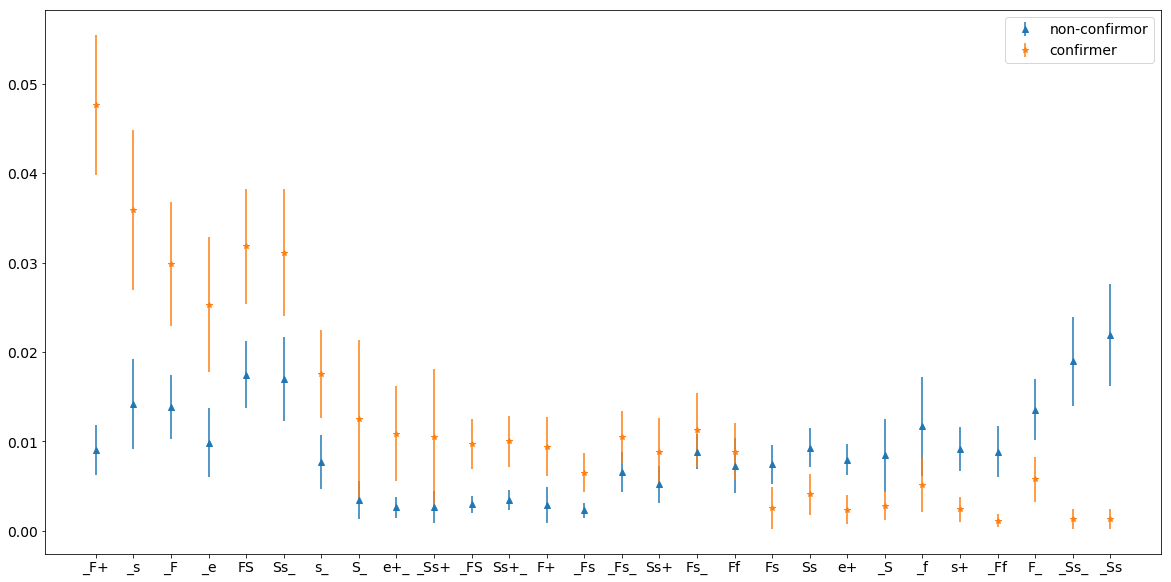 non-confirmor
confirmer
0.05
0.04
0.03
0.02
0.01
0.00
_F+ _s _F _e FS Ss_ s_ S_ e+_ _Ss+ _FS Ss+_ F+ _Fs _Fs_ Ss+ Fs_ Ff Fs Ss e+ _S _f s+ _Ff F_ _Ss_ _Ss